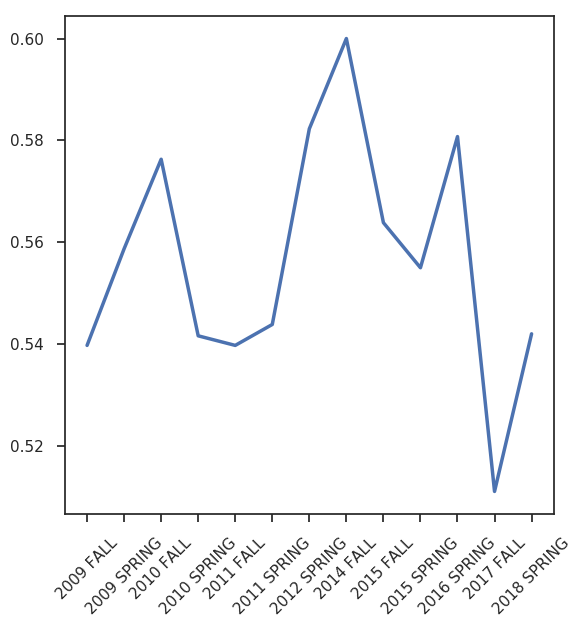 0.60
0.58
0.56
0.54
0.52
2009 FALL
2009 SPRING
2010 FALL
2010 SPRING
2011 FALL
2011 SPRING
2012 SPRING
2014 FALL
2015 FALL
2015 SPRING
2016 SPRING
2017 FALL
2018 SPRING